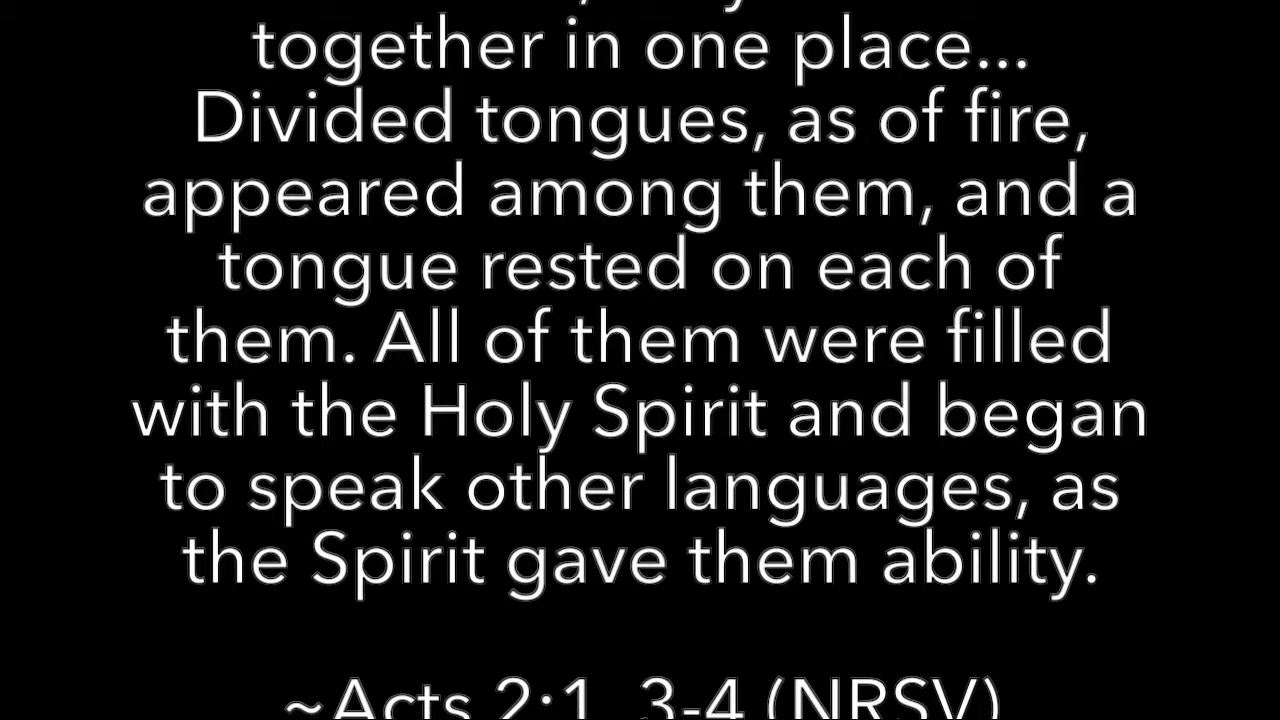 together in one place...
Divided tongues, as of fire,
appeared among them, and a
tongue rested on each of
them. All of them were filled
with the Holy Spirit and began
to speak other languages, as
the Spirit gave them ability.
~Acts 2:1, 3-4 (NRSV)